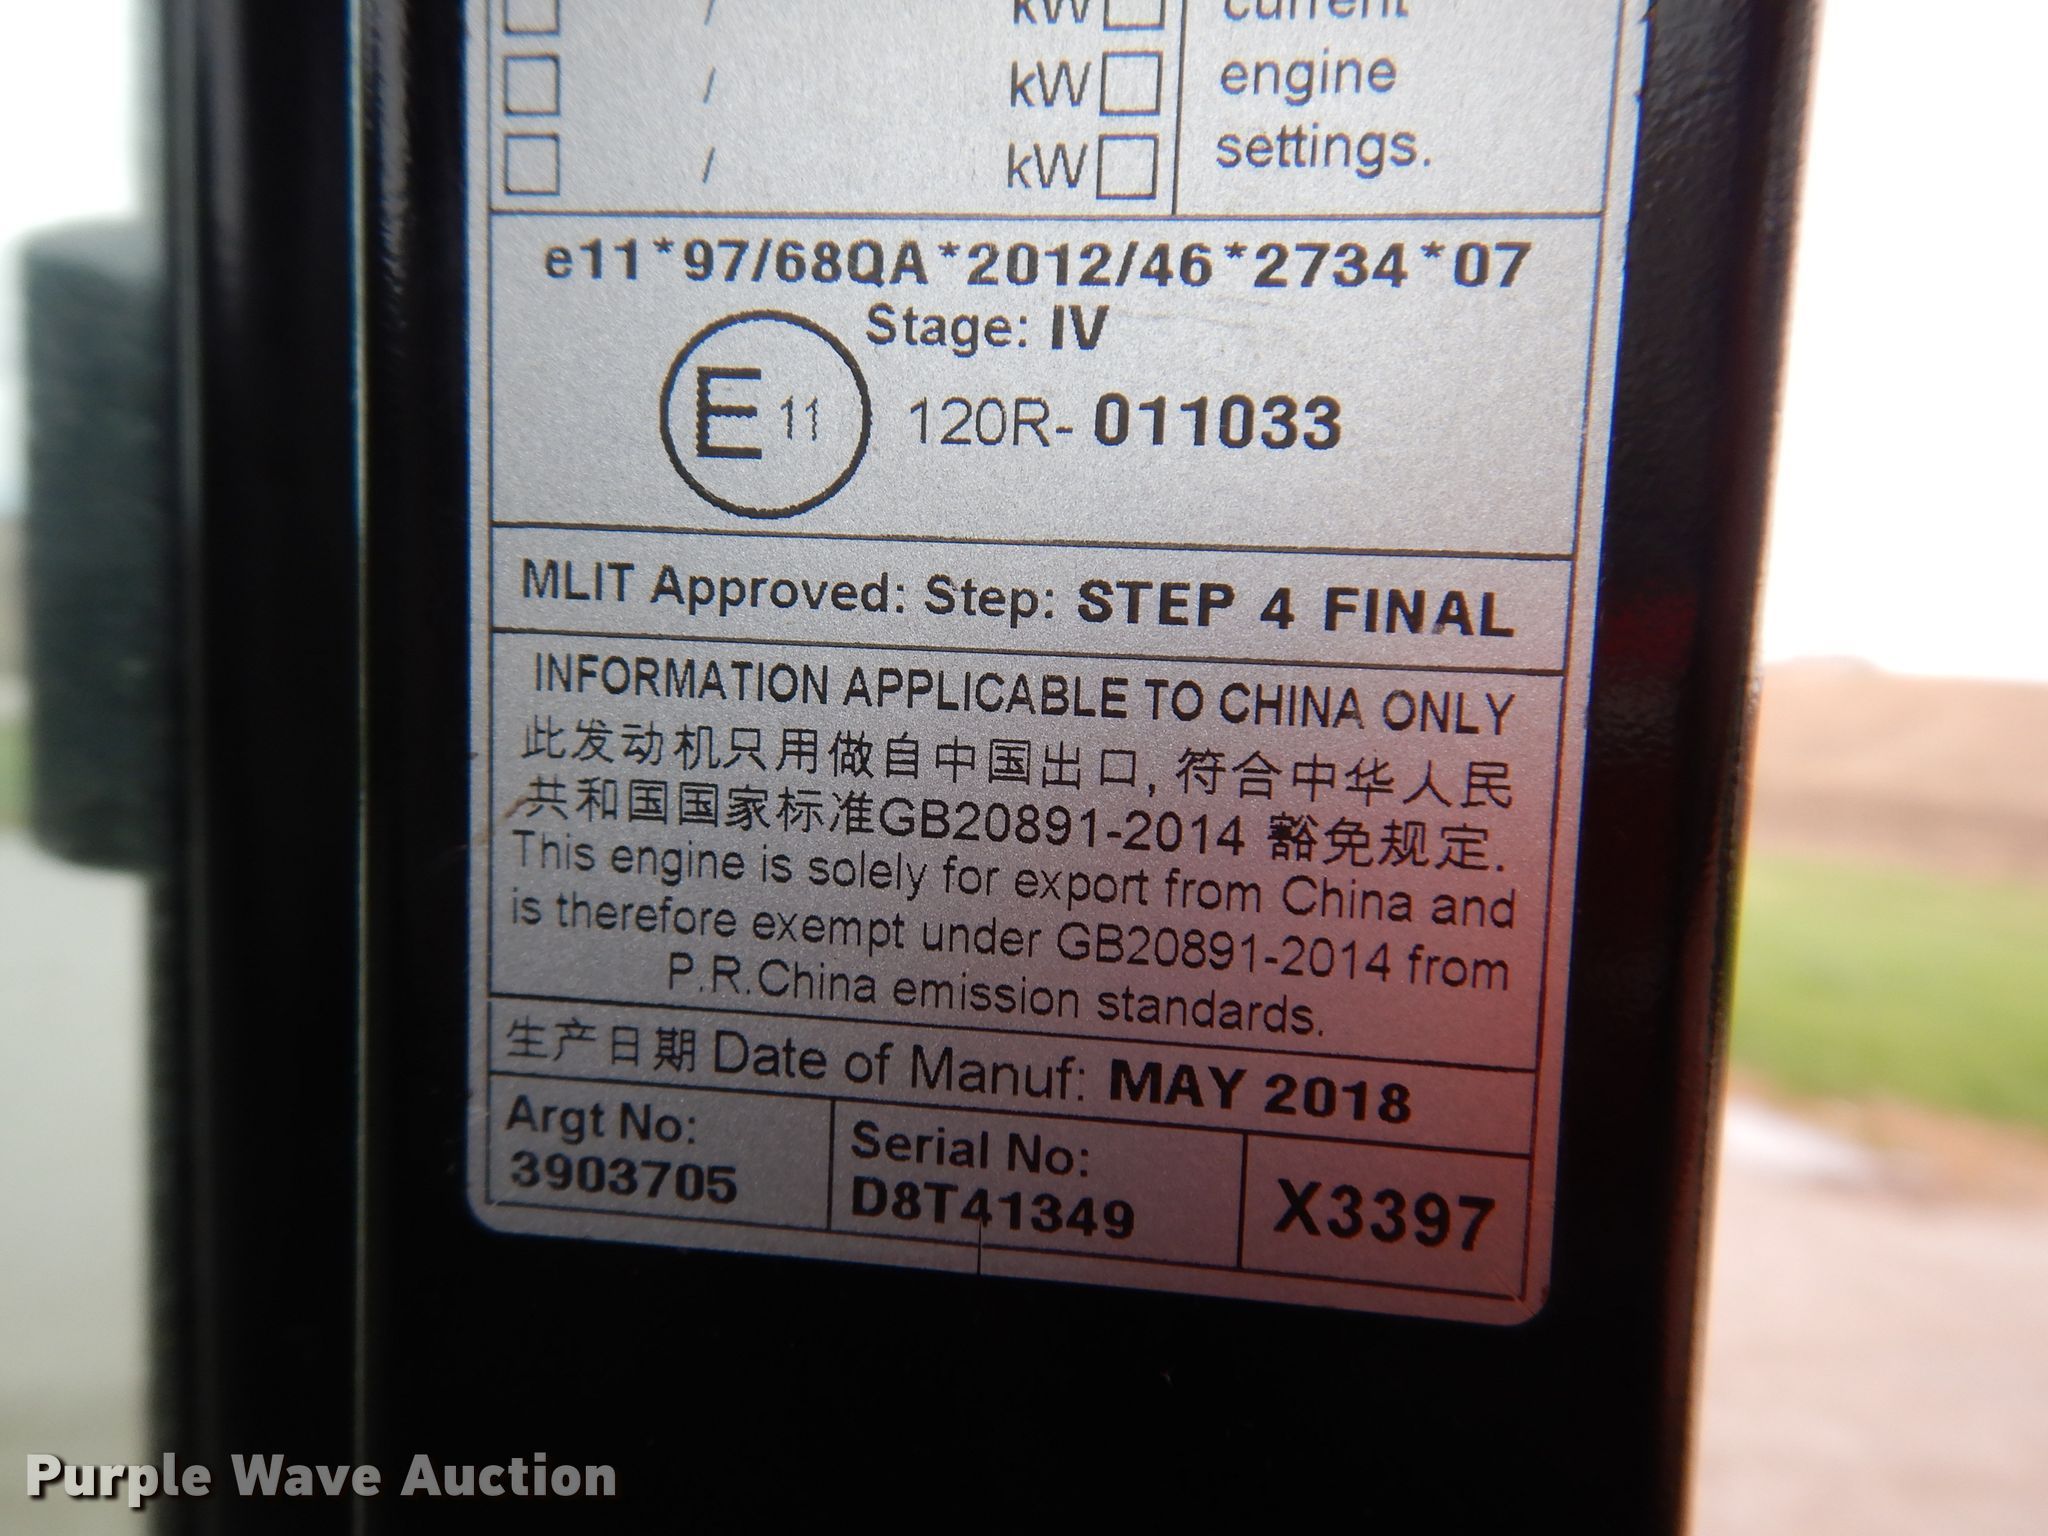 / kW current
/ kW engine
/ kW settings.
e11*97/68QA*2012/46*2734*07
Stage: IV
E 11 120R- 011033
MLIT Approved: Step: STEP 4 FINAL
INFORMATION APPLICABLE TO CHINA ONLY
此发动机只用做自中国出口, 符合中华人民
共和国国家标准GB20891-2014 豁免规定.
This engine is solely for export from China and
is therefore exempt under GB20891-2014 from
P.R.China emission standards.
生产日期 Date of Manuf: MAY 2018
Argt No:
3903705
Serial No:
D8T41349
X3397
Purple Wave Auction